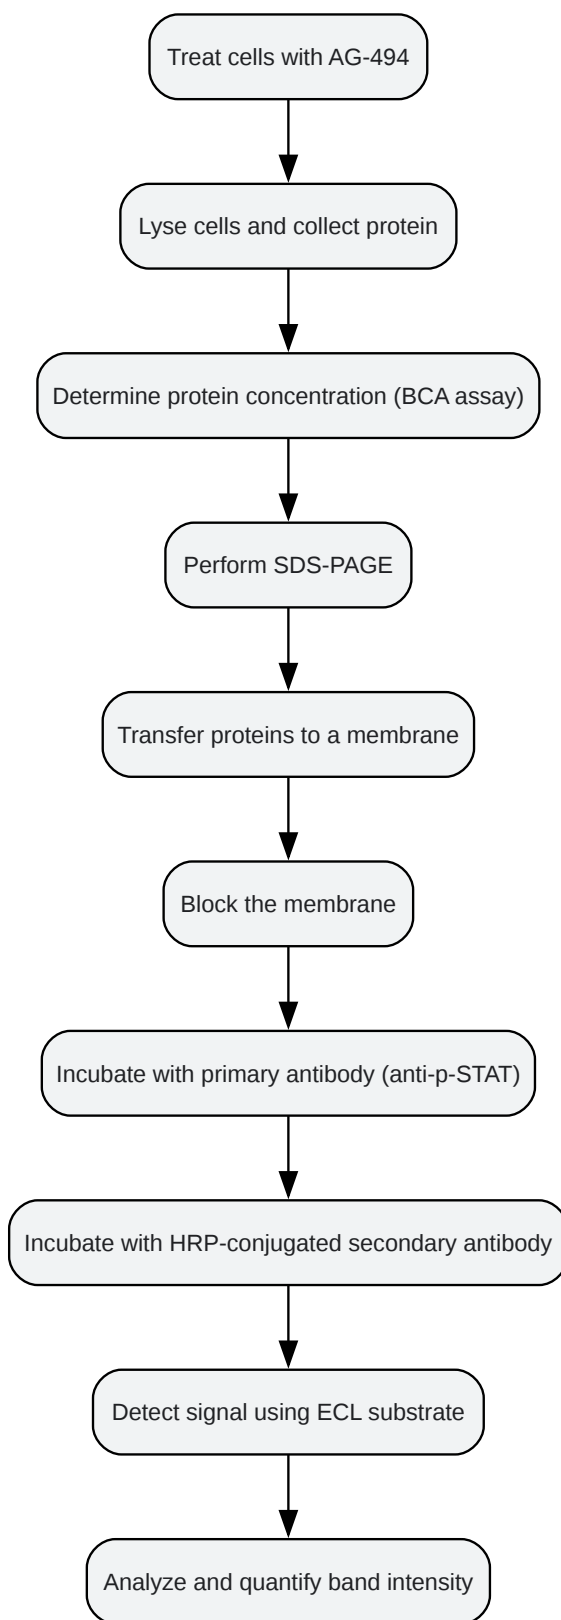 Treat cells with AG-494
Lyse cells and collect protein
Determine protein concentration (BCA assay)
Perform SDS-PAGE
Transfer proteins to a membrane
Block the membrane
Incubate with primary antibody (anti-p-STAT)
Incubate with HRP-conjugated secondary antibody
Detect signal using ECL substrate
Analyze and quantify band intensity